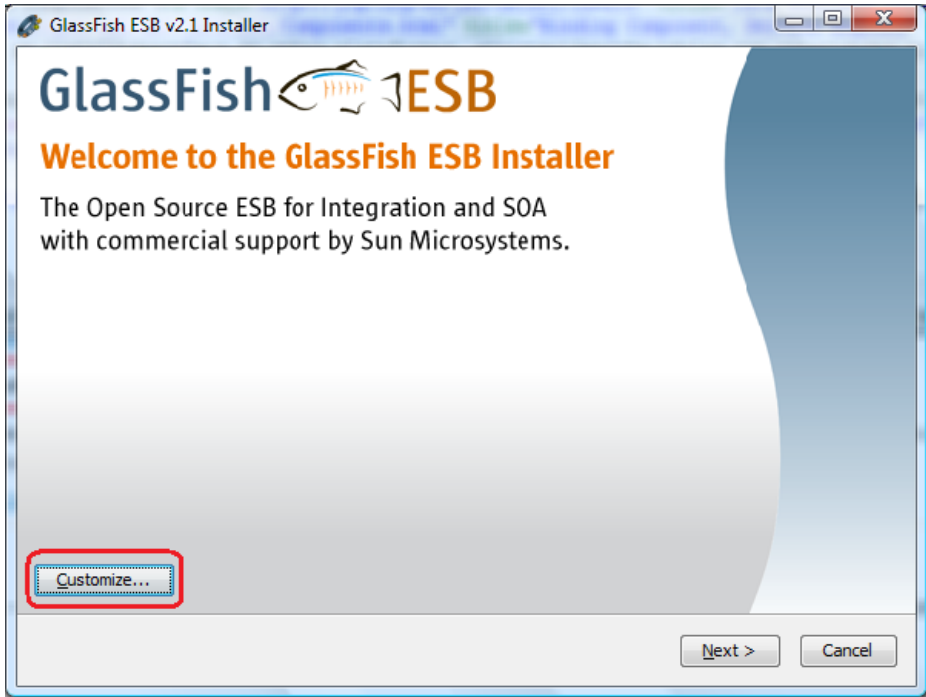 GlassFish ESB v2.1 Installer
GlassFish ESB
Welcome to the GlassFish ESB Installer
The Open Source ESB for Integration and SOA
with commercial support by Sun Microsystems.
Customize...
Next >
Cancel